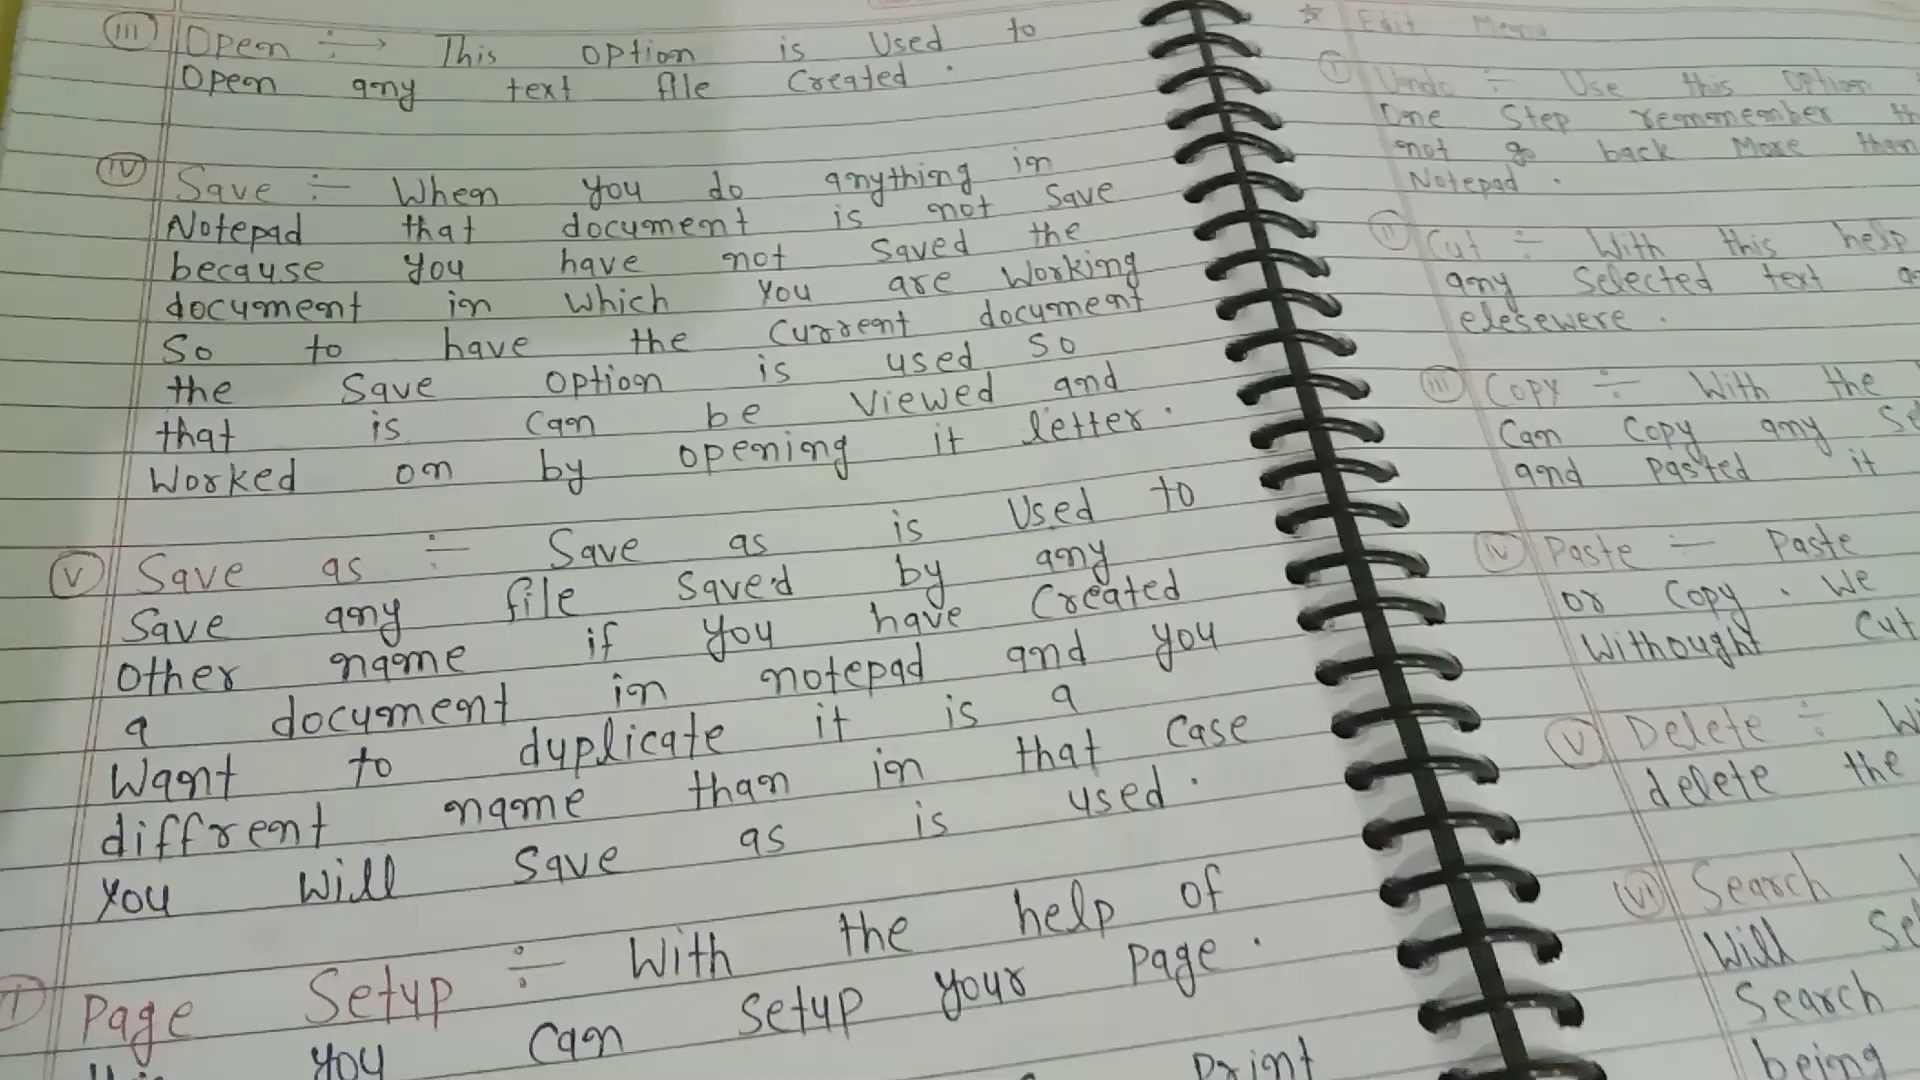 (iii) Open ÷→ This option is Used to
Open any text file Created.
(iv) Save ÷ When you do anything in
Notepad that document is not Save
because you have not saved the
document in which you are Working
So to have the current document
the Save option is used so
that is can be viewed and
Worked on by opening it letter.
(v) Save as ÷ Save as is Used to
Save any file saved by any
other name if you have created
a document in notepad and you
Want to duplicate it is a
diffrent name than in that case
you will save as is used.
Page Setup ÷ With the help of
you can setup your page.
Print
☆ Edit Menu
(i) Undo ÷ Use this option
One Step remmember
not go back More than
Notepad.
(ii) Cut ÷ With this help
any Selected text
elesewere.
(iii) Copy ÷ With the
Can Copy any
and pasted it
(iv) Paste ÷ Paste
or Copy. We
Withought cut
(v) Delete ÷
delete the
(vi) Search
Will
Search
being